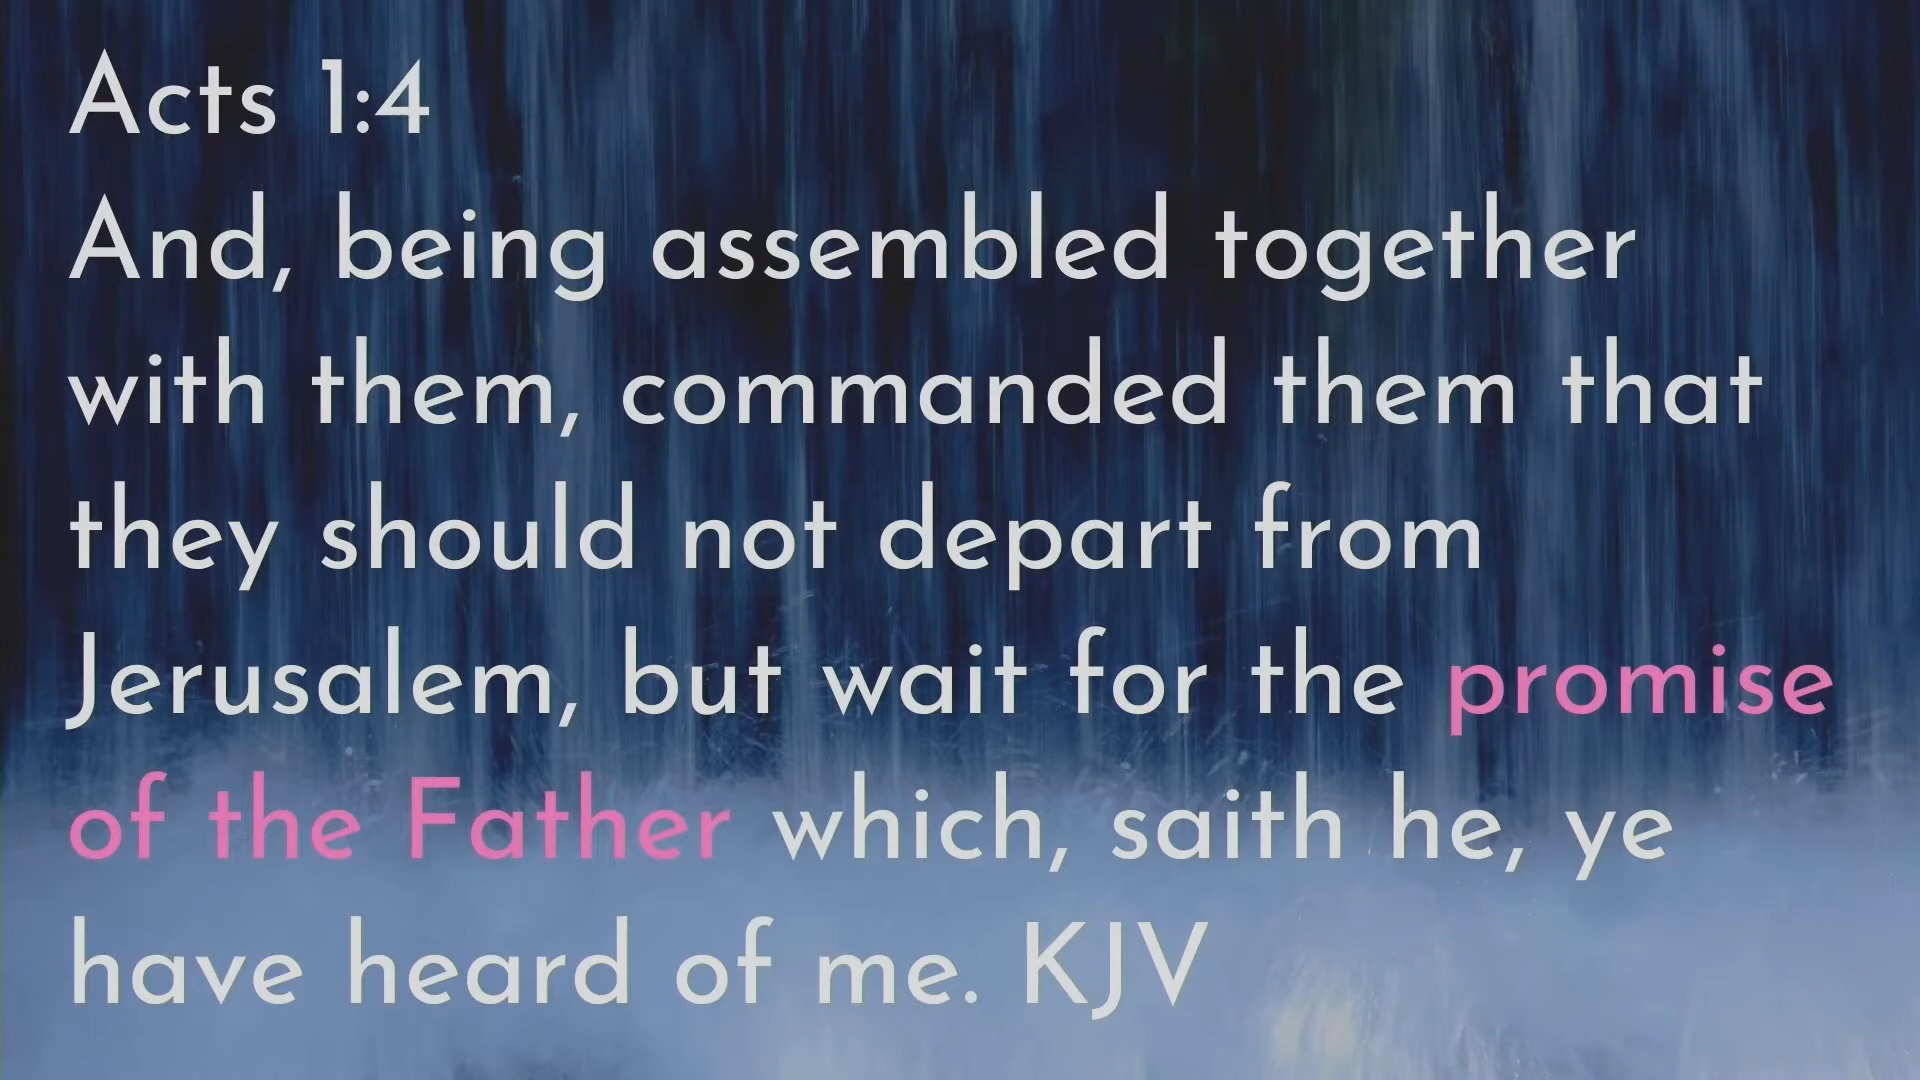 Acts 1:4
And, being assembled together
with them, commanded them that
they should not depart from
Jerusalem, but wait for the promise
of the Father which, saith he, ye
have heard of me. KJV